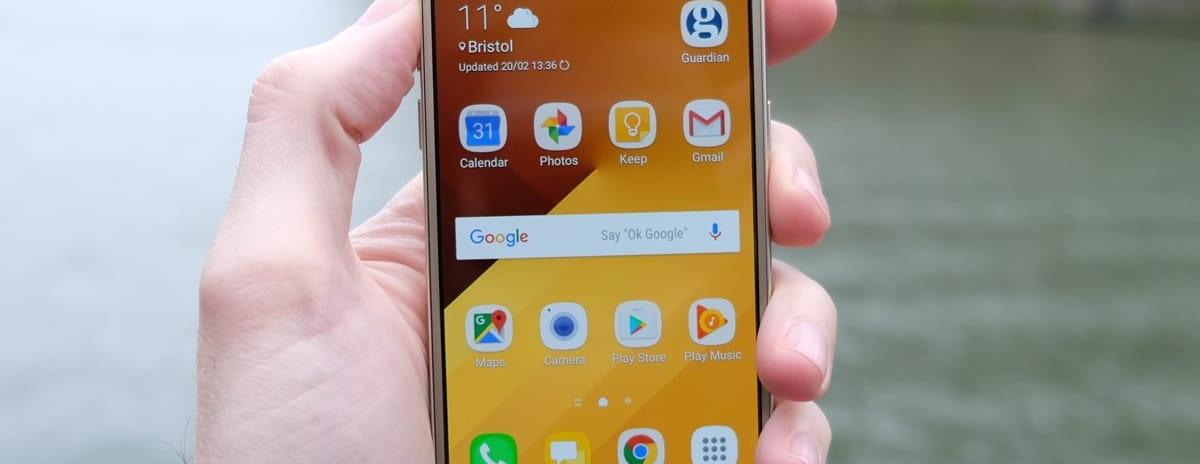 11°
Bristol
Updated 20/02 13:36
g
Guardian
31
Calendar
Photos
Keep
M
Gmail
Google
Say "Ok Google"
G
Maps
Camera
Play Store
Play Music